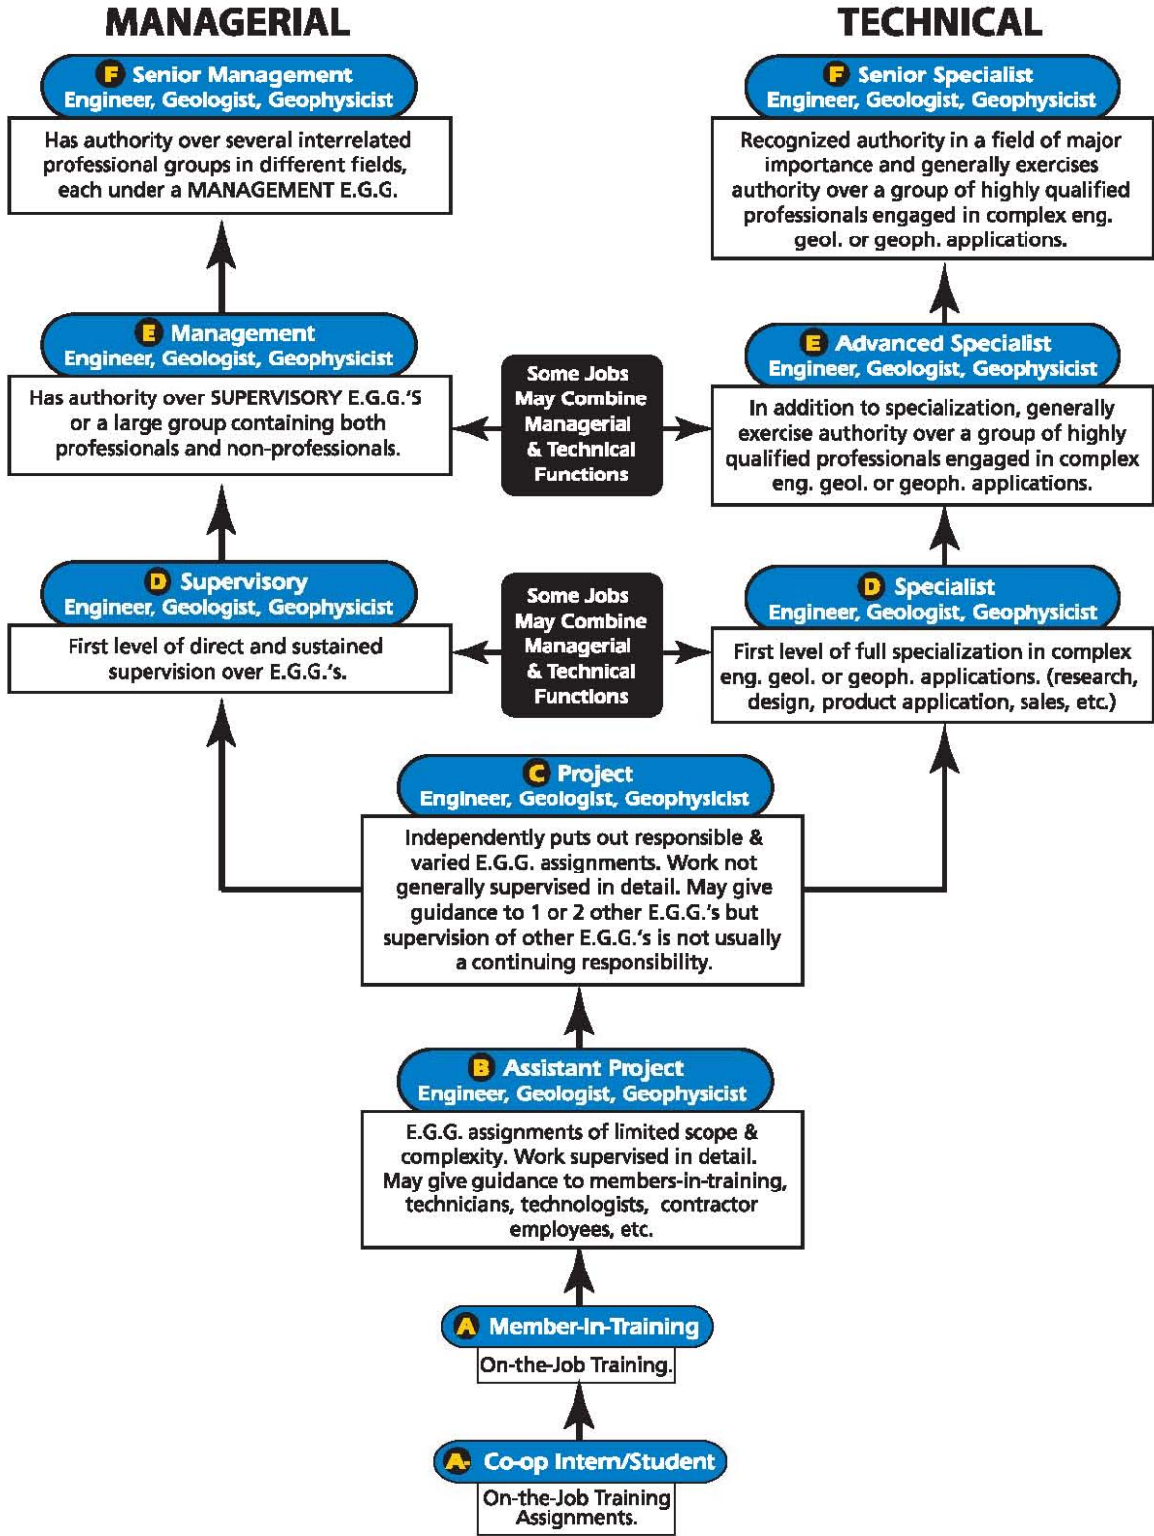 MANAGERIAL
F Senior Management
Engineer, Geologist, Geophysicist
Has authority over several interrelated
professional groups in different fields,
each under a MANAGEMENT E.G.G.
E Management
Engineer, Geologist, Geophysicist
Has authority over SUPERVISORY E.G.G.'S
or a large group containing both
professionals and non-professionals.
D Supervisory
Engineer, Geologist, Geophysicist
First level of direct and sustained
supervision over E.G.G.'s.
Some Jobs
May Combine
Managerial
& Technical
Functions
Some Jobs
May Combine
Managerial
& Technical
Functions
TECHNICAL
F Senior Specialist
Engineer, Geologist, Geophysicist
Recognized authority in a field of major
importance and generally exercises
authority over a group of highly qualified
professionals engaged in complex eng.
geol. or geoph. applications.
E Advanced Specialist
Engineer, Geologist, Geophysicist
In addition to specialization, generally
exercise authority over a group of highly
qualified professionals engaged in complex
eng. geol. or geoph. applications.
D Specialist
Engineer, Geologist, Geophysicist
First level of full specialization in complex
eng. geol. or geoph. applications. (research,
design, product application, sales, etc.)
C Project
Engineer, Geologist, Geophysicist
Independently puts out responsible &
varied E.G.G. assignments. Work not
generally supervised in detail. May give
guidance to 1 or 2 other E.G.G.'s but
supervision of other E.G.G.'s is not usually
a continuing responsibility.
B Assistant Project
Engineer, Geologist, Geophysicist
E.G.G. assignments of limited scope &
complexity. Work supervised in detail.
May give guidance to members-in-training,
technicians, technologists, contractor
employees, etc.
A Member-In-Training
On-the-Job Training.
A- Co-op Intern/Student
On-the-Job Training
Assignments.